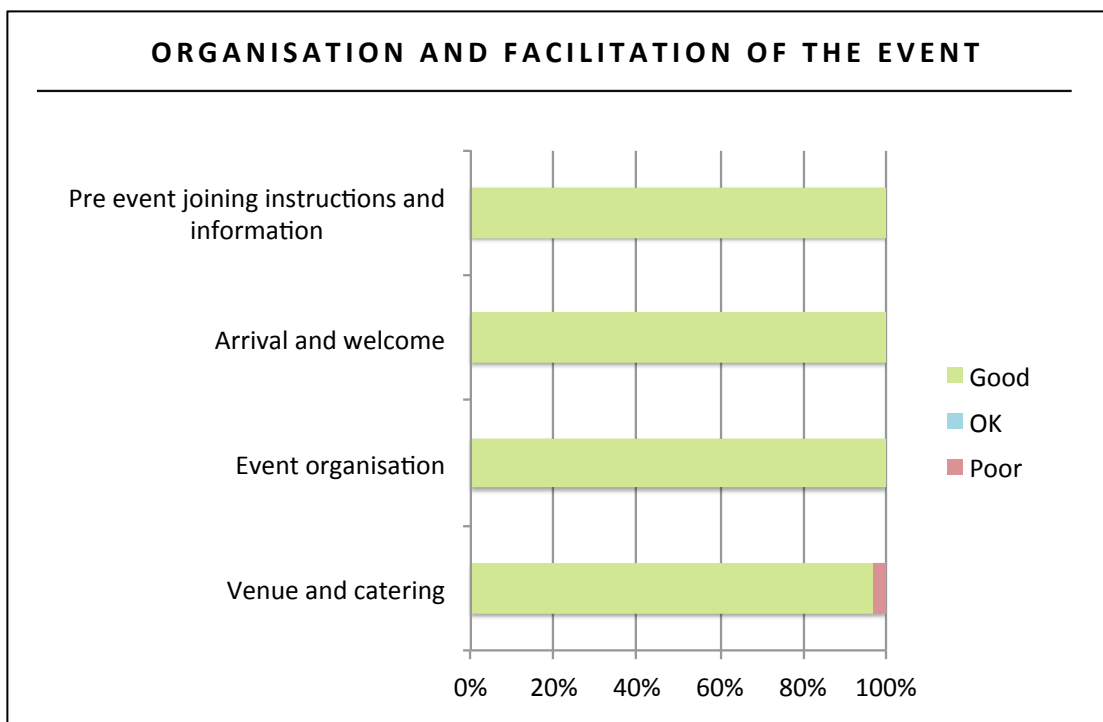 ORGANISATION AND FACILITATION OF THE EVENT
Pre event joining instructions and
information
Arrival and welcome
Event organisation
Venue and catering
Good
OK
Poor
0% 20% 40% 60% 80% 100%